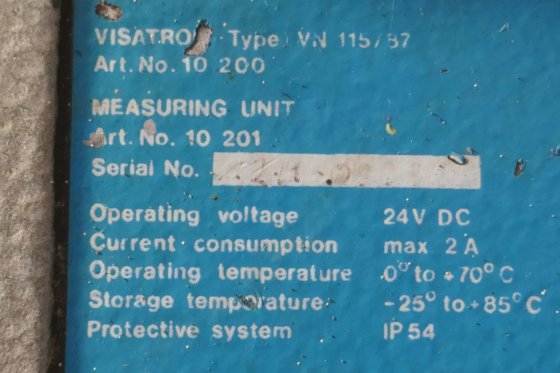 VISATRON Type VN 115/87
Art. No. 10 200
MEASURING UNIT
Art. No. 10 201
Serial No.
Operating voltage 24V DC
Current consumption max. 2 A
Operating temperature 0° to +70° C
Storage temperature -25° to +85° C
Protective system IP 54